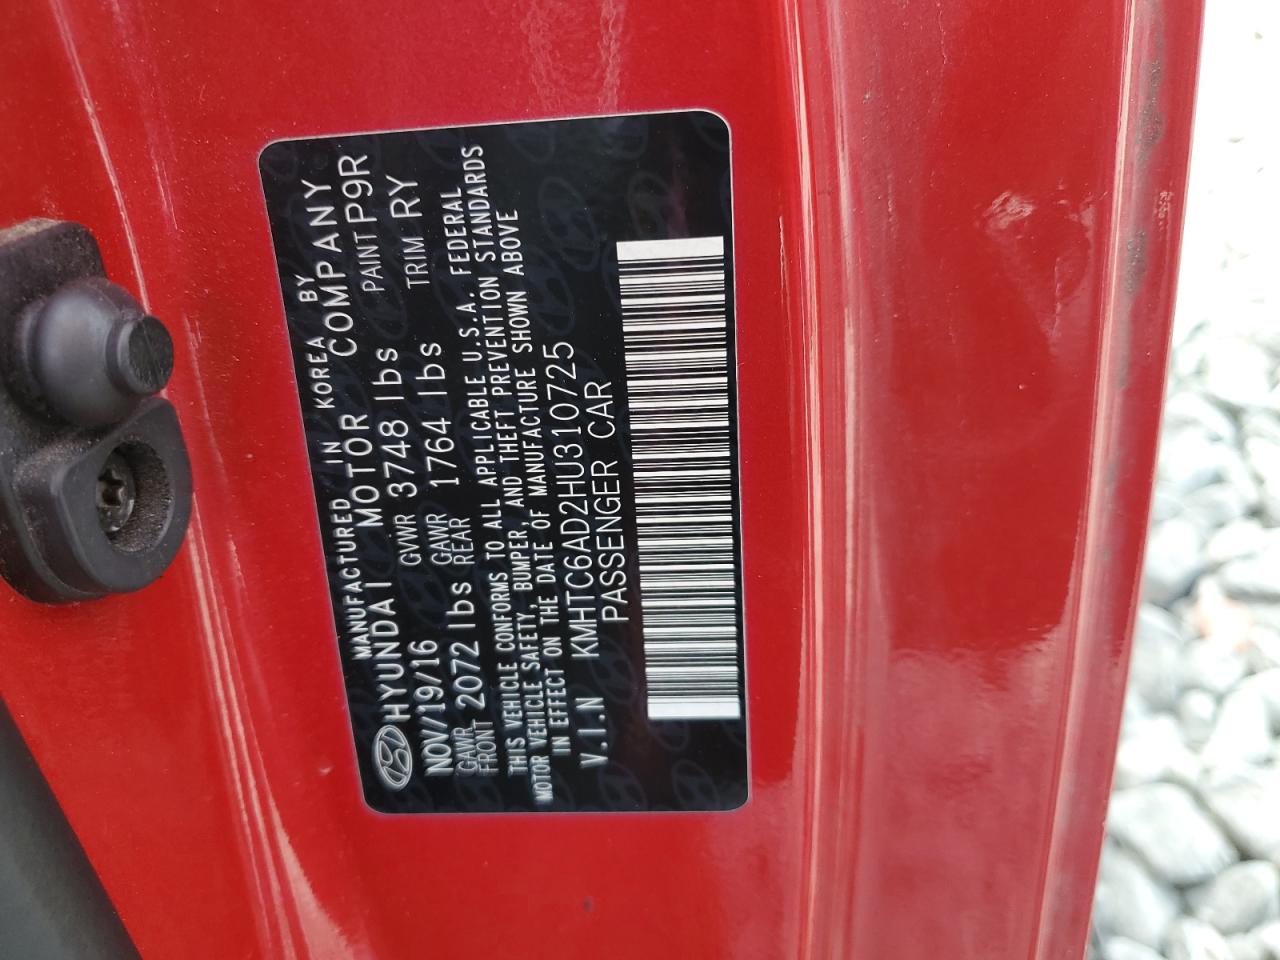 MANUFACTURED IN KOREA BY
HYUNDAI MOTOR COMPANY
NOV/19/16 GVWR 3748 lbs PAINT P9R
GAWR FRONT 2072 lbs GAWR REAR 1764 lbs TRIM RY
THIS VEHICLE CONFORMS TO ALL APPLICABLE U.S.A. FEDERAL
MOTOR VEHICLE SAFETY, BUMPER, AND THEFT PREVENTION STANDARDS
IN EFFECT ON THE DATE OF MANUFACTURE SHOWN ABOVE
V.I.N KMHTC6AD2HU310725
PASSENGER CAR